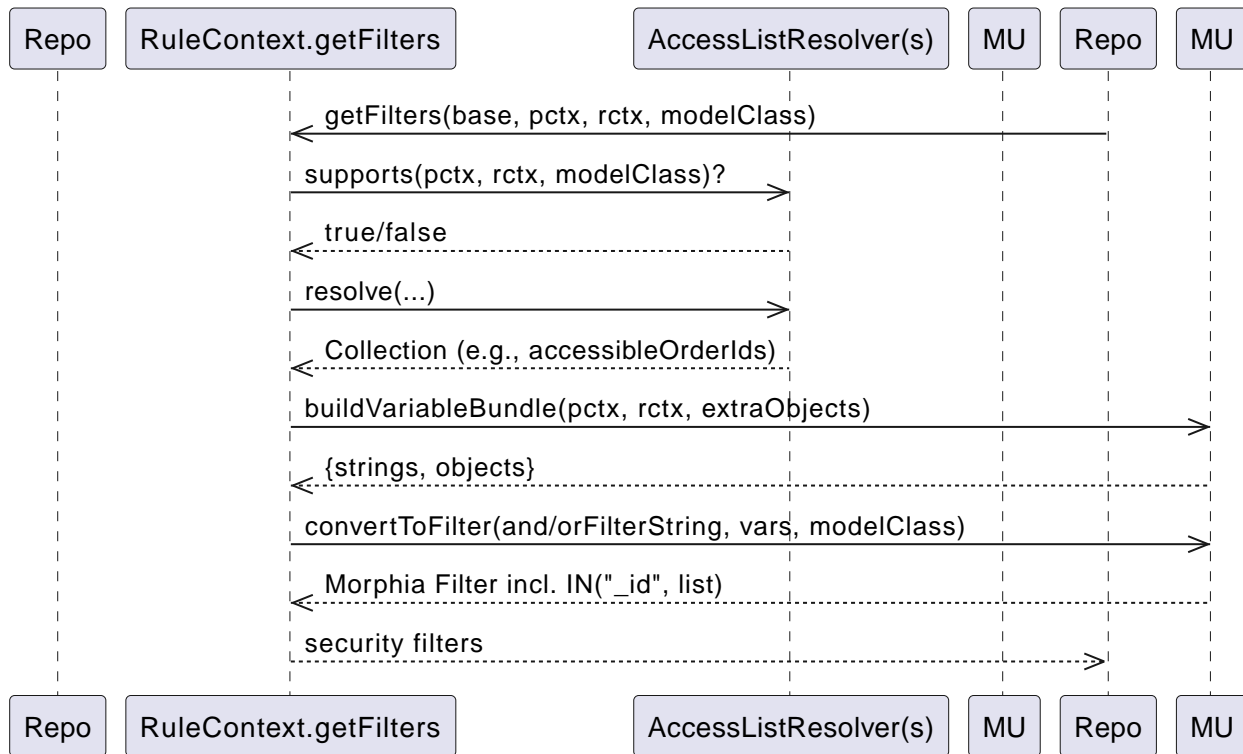 Repo
RuleContext.getFilters
AccessListResolver(s)
MU
Repo
MU
getFilters(base, pctx, rctx, modelClass)
supports(pctx, rctx, modelClass)?
true/false
resolve(...)
Collection (e.g., accessibleOrderIds)
buildVariableBundle(pctx, rctx, extraObjects)
{strings, objects}
convertToFilter(and/orFilterString, vars, modelClass)
Morphia Filter incl. IN("_id", list)
security filters
Repo
RuleContext.getFilters
AccessListResolver(s)
MU
Repo
MU